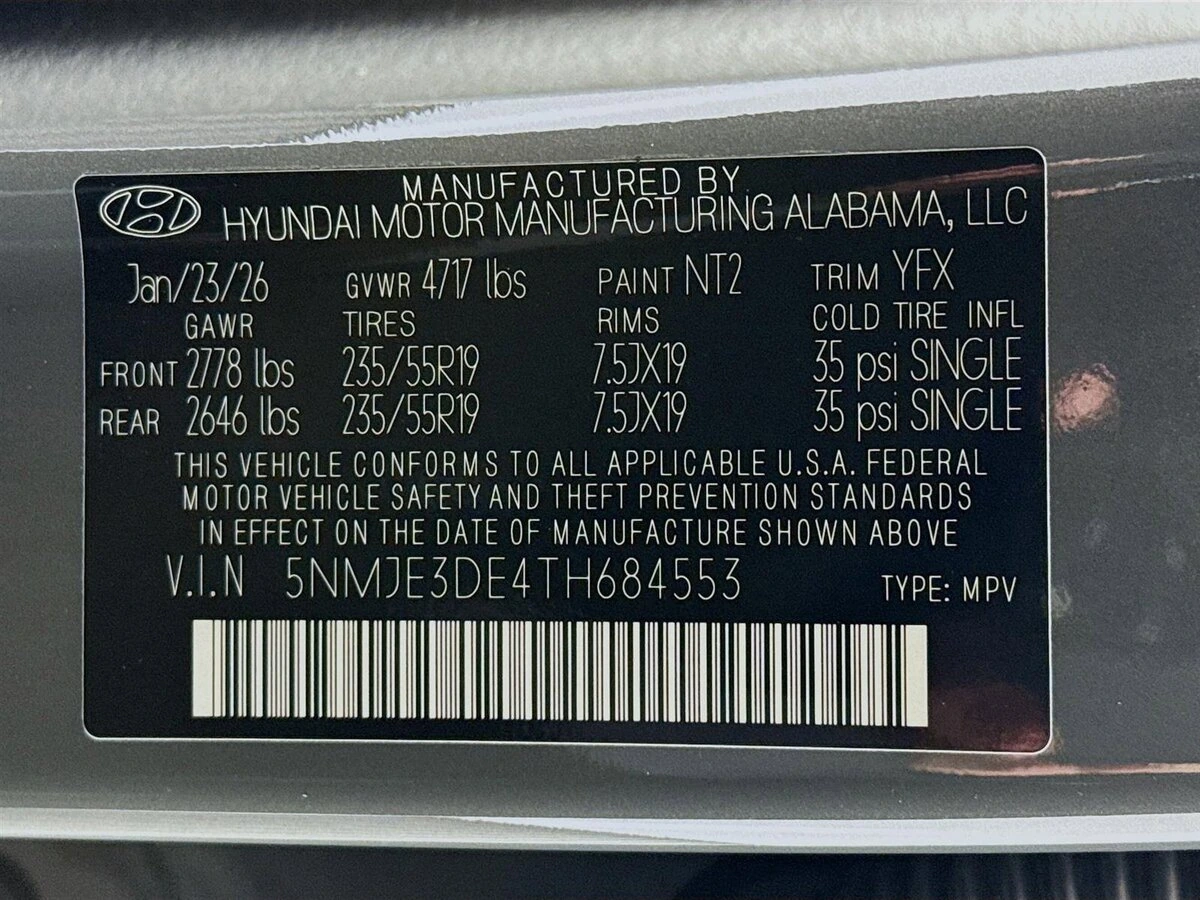 MANUFACTURED BY
HYUNDAI MOTOR MANUFACTURING ALABAMA, LLC
Jan/23/26 GVWR 4717 lbs PAINT NT2 TRIM YFX
GAWR TIRES RIMS COLD TIRE INFL
FRONT 2778 lbs 235/55R19 7.5JX19 35 psi SINGLE
REAR 2646 lbs 235/55R19 7.5JX19 35 psi SINGLE
THIS VEHICLE CONFORMS TO ALL APPLICABLE U.S.A. FEDERAL
MOTOR VEHICLE SAFETY AND THEFT PREVENTION STANDARDS
IN EFFECT ON THE DATE OF MANUFACTURE SHOWN ABOVE
V.I.N 5NMJE3DE4TH684553 TYPE: MPV